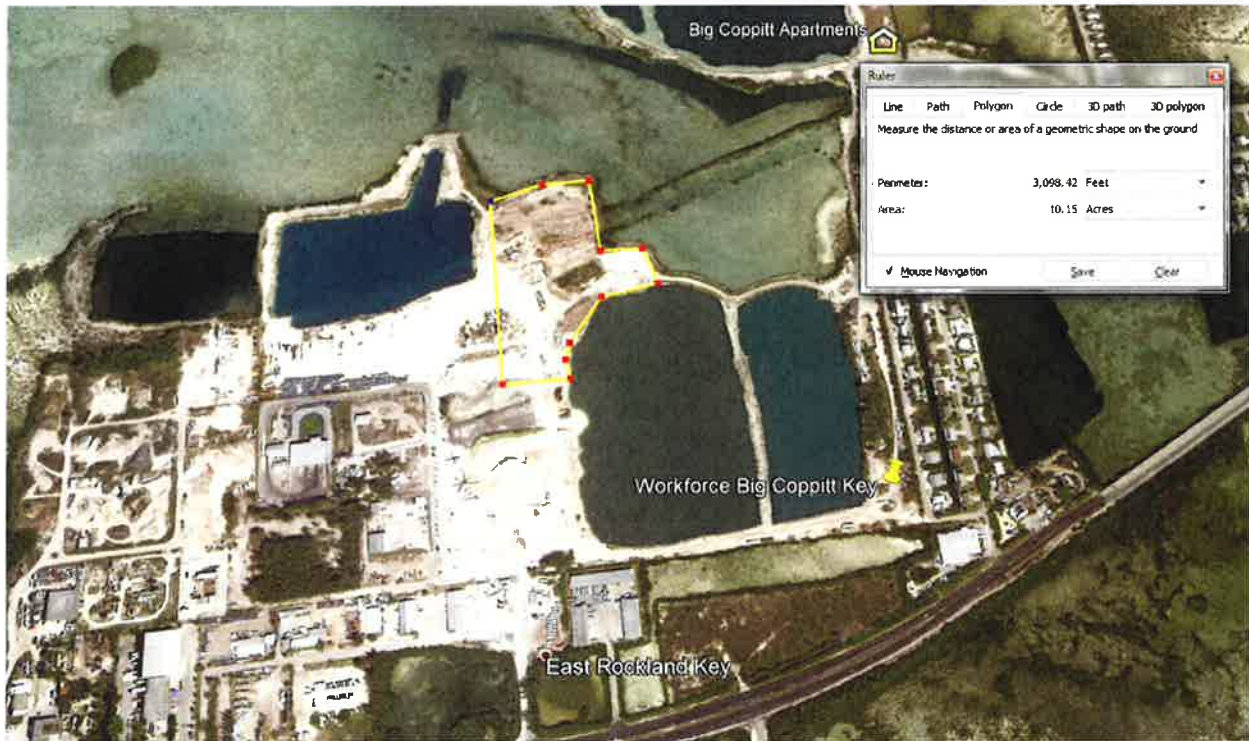 Big Coppitt Apartments
Ruler
Line Path Polygon Circle 3D path 3D polygon
Measure the distance or area of a geometric shape on the ground
Perimeter: 3,098.42 Feet
Area: 10.15 Acres
Mouse Navigation Save Clear
Workforce Big Coppitt Key
East Rockland Key